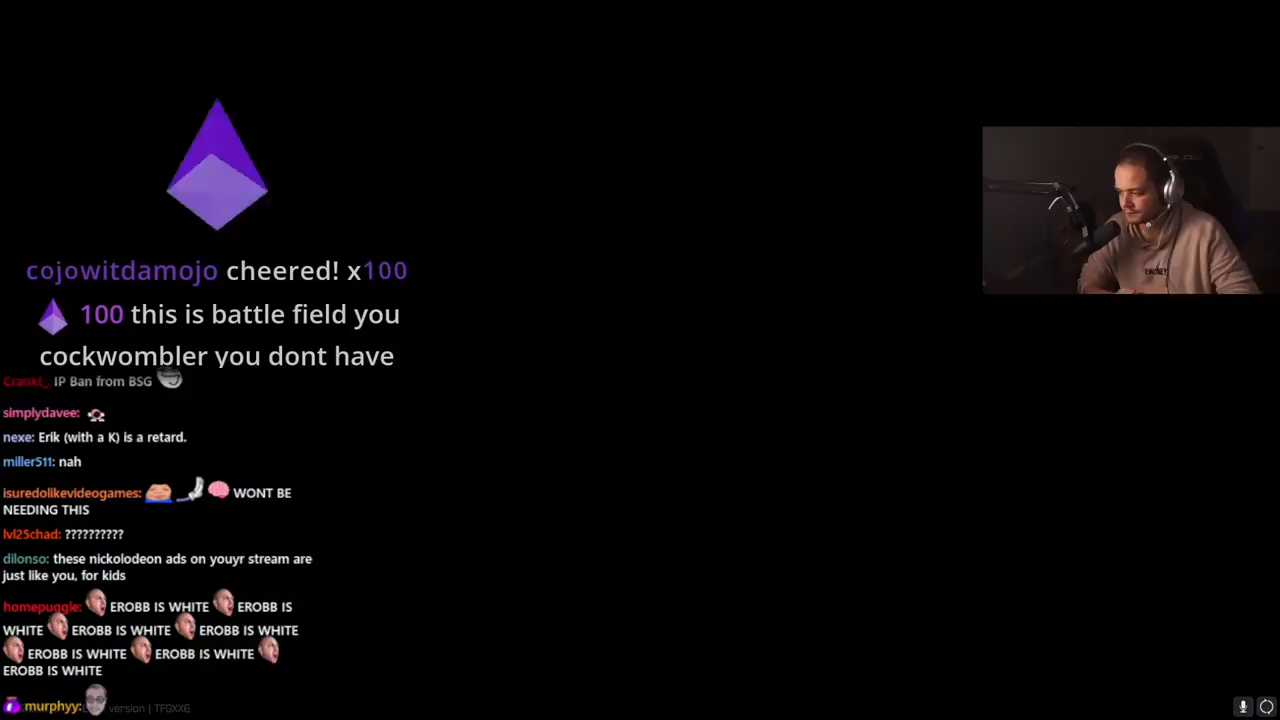 cojowitdamojo cheered! x100
100 this is battle field you
cockwombler you dont have
Crankt_: IP Ban from BSG
simplydavee:
nexe: Erik (with a K) is a retard.
miller511: nah
isuredolikevideogames: WONT BE
NEEDING THIS
lvl25chad: ??????????
dilonso: these nickolodeon ads on youyr stream are
just like you, for kids
homepuggle: EROBB IS WHITE EROBB IS
WHITE EROBB IS WHITE EROBB IS WHITE
EROBB IS WHITE EROBB IS WHITE
EROBB IS WHITE
murphyy: version | TFGXX6